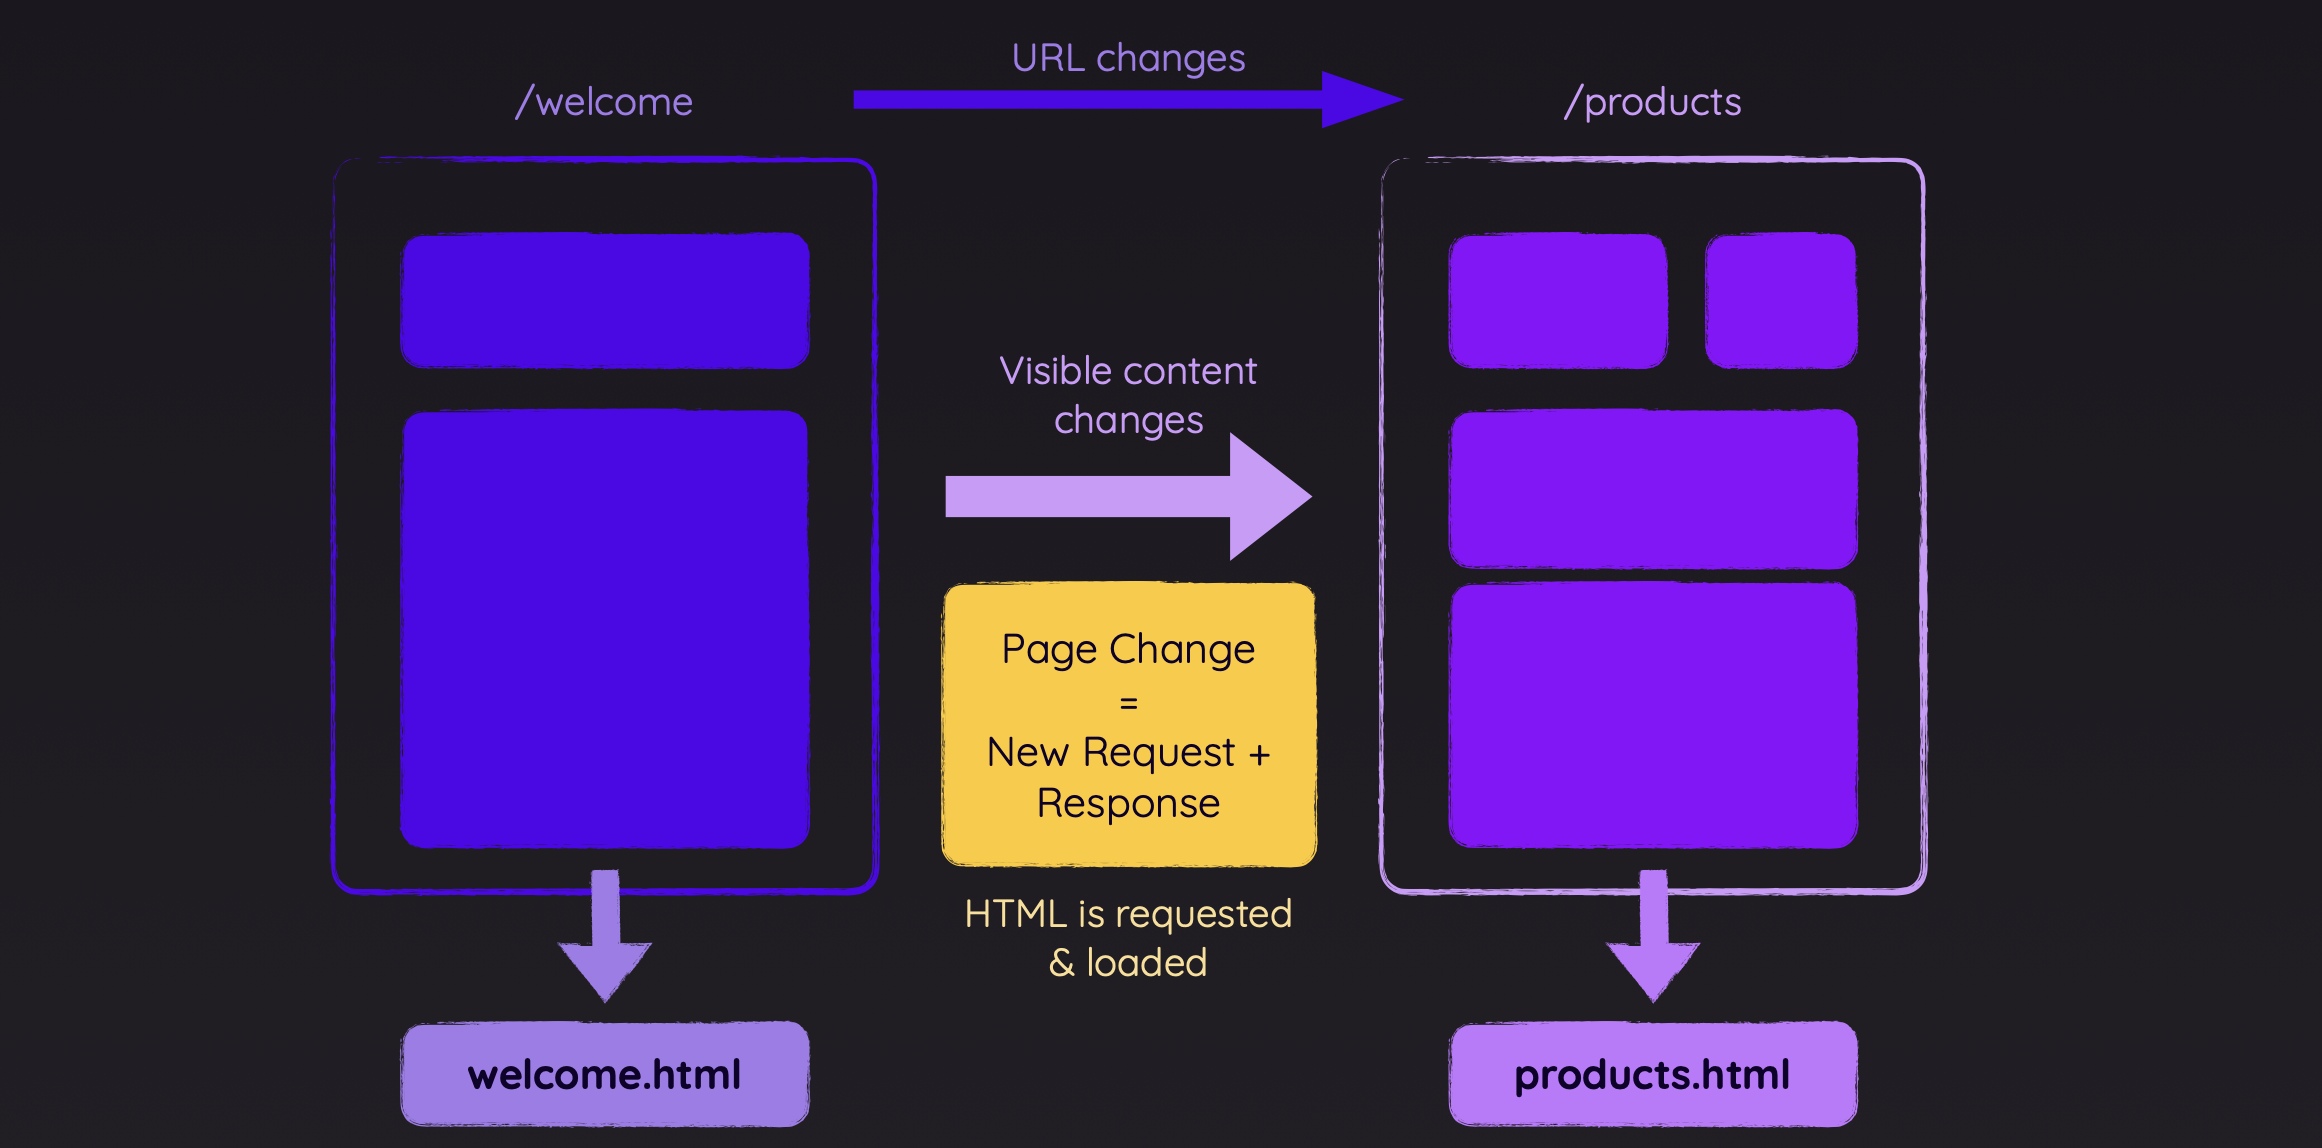 URL changes
/welcome
/products
Visible content
changes
Page Change
=
New Request +
Response
HTML is requested
& loaded
welcome.html
products.html